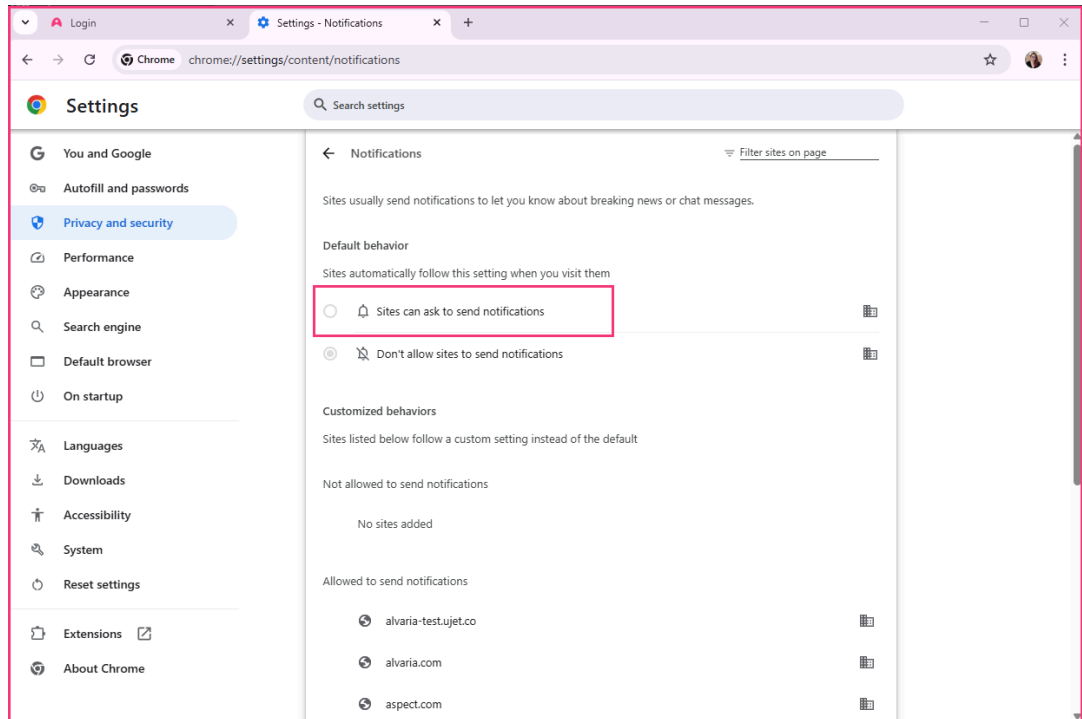 Login
Settings - Notifications
Chrome
chrome://settings/content/notifications
Settings
Search settings
You and Google
Autofill and passwords
Privacy and security
Performance
Appearance
Search engine
Default browser
On startup
Languages
Downloads
Accessibility
System
Reset settings
Extensions
About Chrome
Notifications
Filter sites on page
Sites usually send notifications to let you know about breaking news or chat messages.
Default behavior
Sites automatically follow this setting when you visit them
Sites can ask to send notifications
Don't allow sites to send notifications
Customized behaviors
Sites listed below follow a custom setting instead of the default
Not allowed to send notifications
No sites added
Allowed to send notifications
alvaria-test.ujet.co
alvaria.com
aspect.com